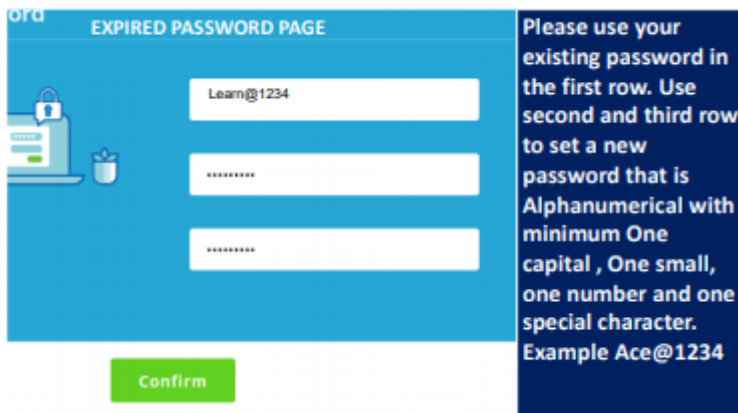 ord
EXPIRED PASSWORD PAGE
Learn@1234
•••••••••
•••••••••
Confirm
Please use your
existing password in
the first row. Use
second and third row
to set a new
password that is
Alphanumerical with
minimum One
capital , One small,
one number and one
special character.
Example Ace@1234